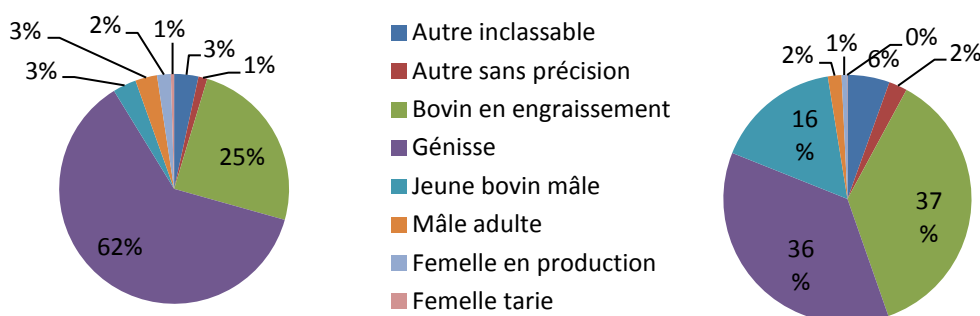 3%
1%
25%
62%
3%
3%
2%
1%
Autre inclassable
Autre sans précision
Bovin en engraissement
Génisse
Jeune bovin mâle
Mâle adulte
Femelle en production
Femelle tarie
6%
2%
37
%
36
%
16
%
2%
1%
0%